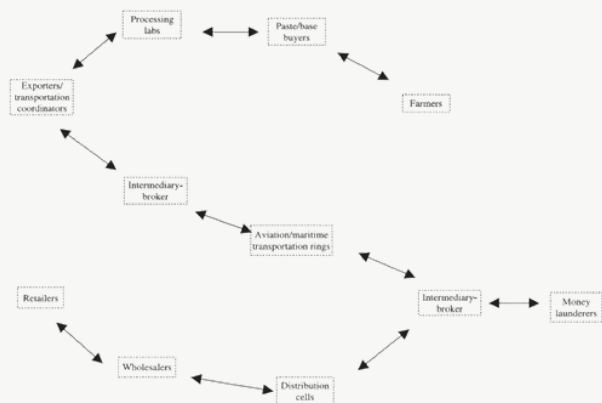 Processing
labs
Paste/base
buyers
Exporters/
transportation
coordinators
Farmers
Intermediary-
broker
Aviation/maritime
transportation rings
Retailers
Intermediary-
broker
Money
launderers
Wholesalers
Distribution
cells